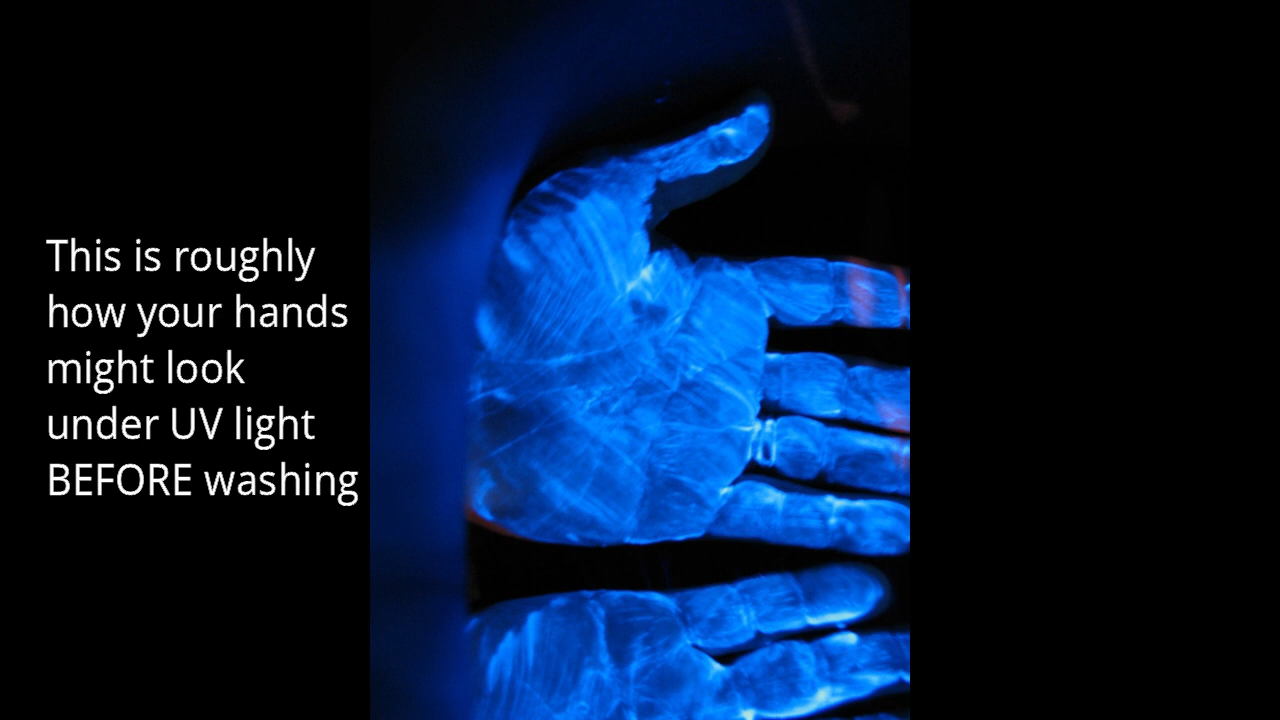 This is roughly
how your hands
might look
under UV light
BEFORE washing